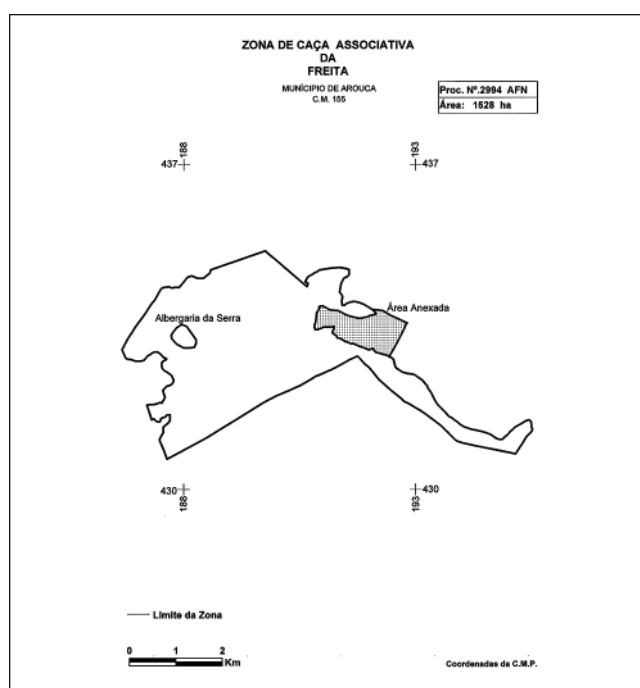 ZONA DE CAÇA ASSOCIATIVA
DA
FREITA
MUNÍCIPIO DE AROUCA
C.M. 155
Proc. Nº.2994 AFN
Área: 1528 ha
188
437
193
437
Albergaria da Serra
Área Anexada
430
188
430
193
Limite da Zona
0 1 2
Km
Coordenadas da C.M.P.